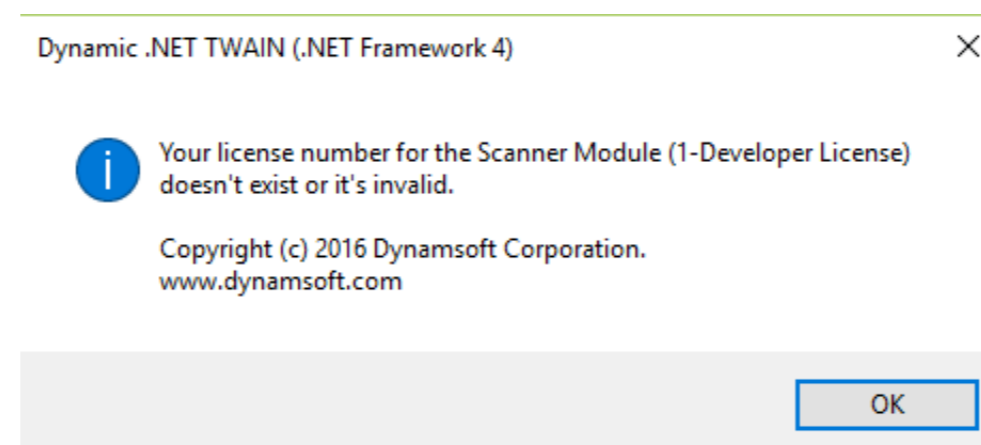 Dynamic .NET TWAIN (.NET Framework 4)
Your license number for the Scanner Module (1-Developer License)
doesn't exist or it's invalid.
Copyright (c) 2016 Dynamsoft Corporation.
www.dynamsoft.com
OK